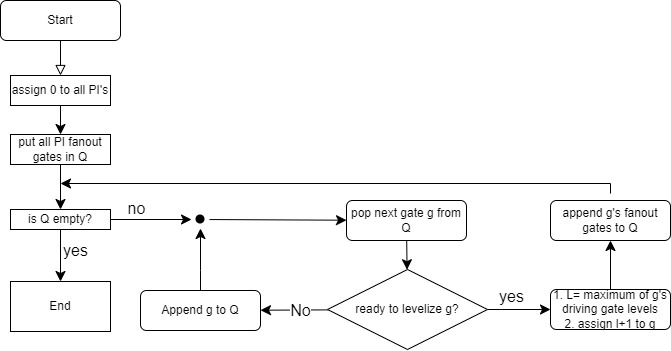 Start
assign 0 to all PI's
put all PI fanout
gates in Q
is Q empty?
no
yes
End
pop next gate g from
Q
append g's fanout
gates to Q
Append g to Q
No
ready to levelize g?
yes
1. L= maximum of g's
driving gate levels
2. assign l+1 to g